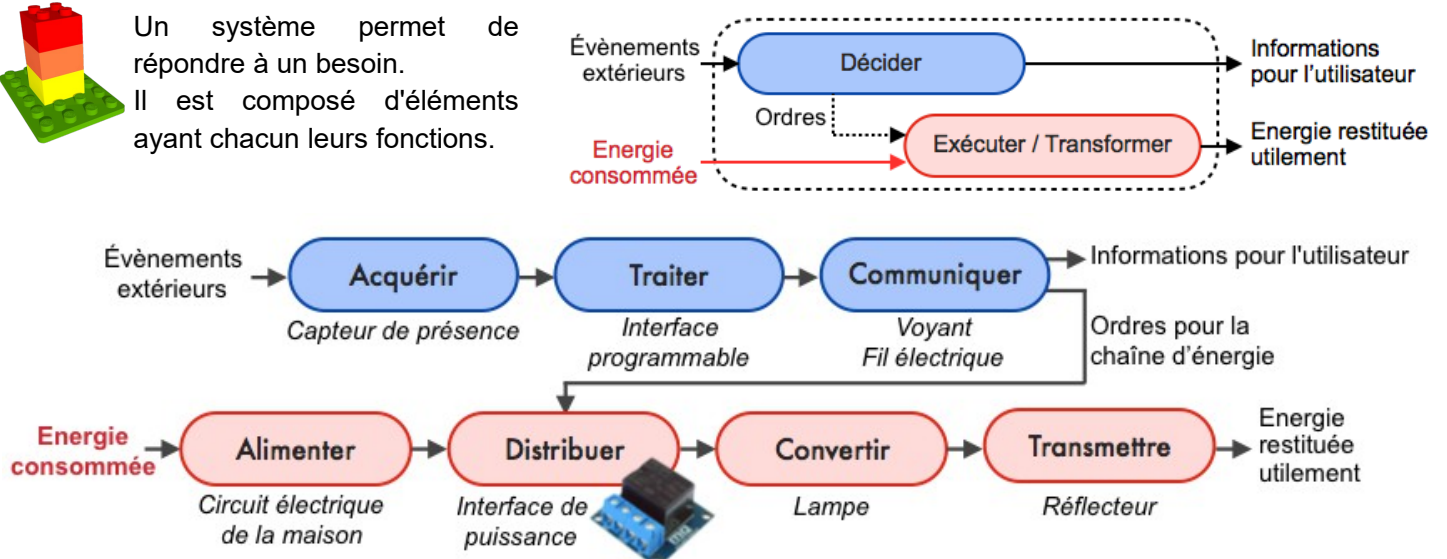 Un système permet de
répondre à un besoin.
Il est composé d'éléments
ayant chacun leurs fonctions.
Évènements
extérieurs
Décider
Informations
pour l'utilisateur
Ordres
Energie
consommée
Exécuter / Transformer
Energie restituée
utilement
Évènements
extérieurs
Acquérir
Traiter
Communiquer
Informations pour l'utilisateur
Capteur de présence
Interface
programmable
Voyant
Fil électrique
Ordres pour la
chaîne d'énergie
Energie
consommée
Alimenter
Distribuer
Convertir
Transmettre
Energie
restituée
utilement
Circuit électrique
de la maison
Interface de
puissance
Lampe
Réflecteur